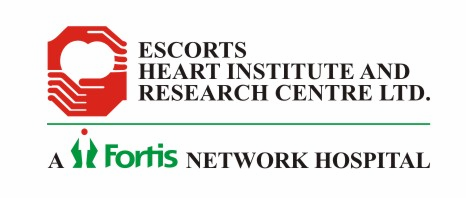 ESCORTS
HEART INSTITUTE AND
RESEARCH CENTRE LTD.
A Fortis NETWORK HOSPITAL